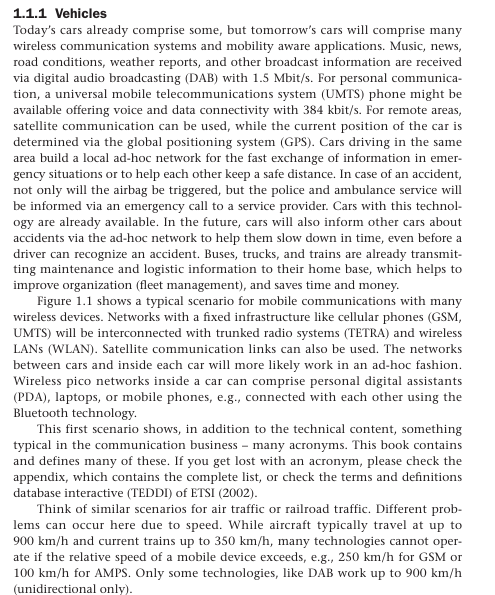 1.1.1 Vehicles
Today's cars already comprise some, but tomorrow's cars will comprise many
wireless communication systems and mobility aware applications. Music, news,
road conditions, weather reports, and other broadcast information are received
via digital audio broadcasting (DAB) with 1.5 Mbit/s. For personal communica-
tion, a universal mobile telecommunications system (UMTS) phone might be
available offering voice and data connectivity with 384 kbit/s. For remote areas,
satellite communication can be used, while the current position of the car is
determined via the global positioning system (GPS). Cars driving in the same
area build a local ad-hoc network for the fast exchange of information in emer-
gency situations or to help each other keep a safe distance. In case of an accident,
not only will the airbag be triggered, but the police and ambulance service will
be informed via an emergency call to a service provider. Cars with this technol-
ogy are already available. In the future, cars will also inform other cars about
accidents via the ad-hoc network to help them slow down in time, even before a
driver can recognize an accident. Buses, trucks, and trains are already transmit-
ting maintenance and logistic information to their home base, which helps to
improve organization (fleet management), and saves time and money.
Figure 1.1 shows a typical scenario for mobile communications with many
wireless devices. Networks with a fixed infrastructure like cellular phones (GSM,
UMTS) will be interconnected with trunked radio systems (TETRA) and wireless
LANs (WLAN). Satellite communication links can also be used. The networks
between cars and inside each car will more likely work in an ad-hoc fashion.
Wireless pico networks inside a car can comprise personal digital assistants
(PDA), laptops, or mobile phones, e.g., connected with each other using the
Bluetooth technology.
This first scenario shows, in addition to the technical content, something
typical in the communication business – many acronyms. This book contains
and defines many of these. If you get lost with an acronym, please check the
appendix, which contains the complete list, or check the terms and definitions
database interactive (TEDDI) of ETSI (2002).
Think of similar scenarios for air traffic or railroad traffic. Different prob-
lems can occur here due to speed. While aircraft typically travel at up to
900 km/h and current trains up to 350 km/h, many technologies cannot oper-
ate if the relative speed of a mobile device exceeds, e.g., 250 km/h for GSM or
100 km/h for AMPS. Only some technologies, like DAB work up to 900 km/h
(unidirectional only).